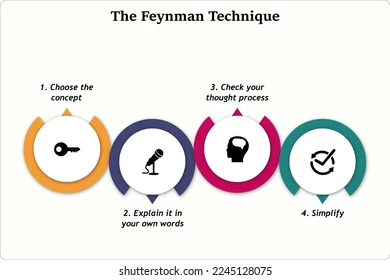 The Feynman Technique
1. Choose the
concept
2. Explain it in
your own words
3. Check your
thought process
4. Simplify
shutterstock.com · 2245128075